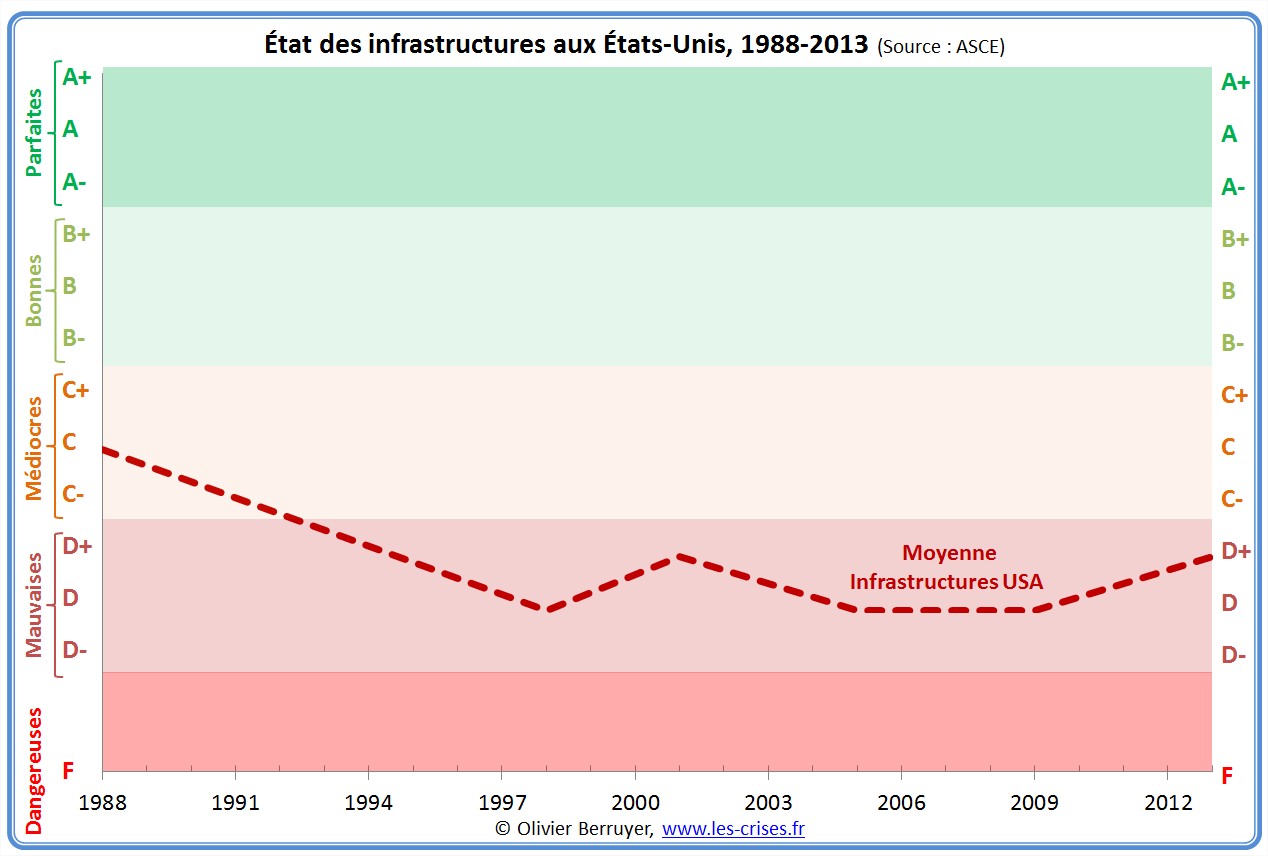 État des infrastructures aux États-Unis, 1988-2013 (Source : ASCE)
Parfaites
A+
A
A-
Bonnes
B+
B
B-
Médiocres
C+
C
C-
Mauvaises
D+
D
D-
Dangereuses
F
Moyenne
Infrastructures USA
A+
A
A-
B+
B
B-
C+
C
C-
D+
D
D-
F
1988 1991 1994 1997 2000 2003 2006 2009 2012
© Olivier Berruyer, www.les-crises.fr